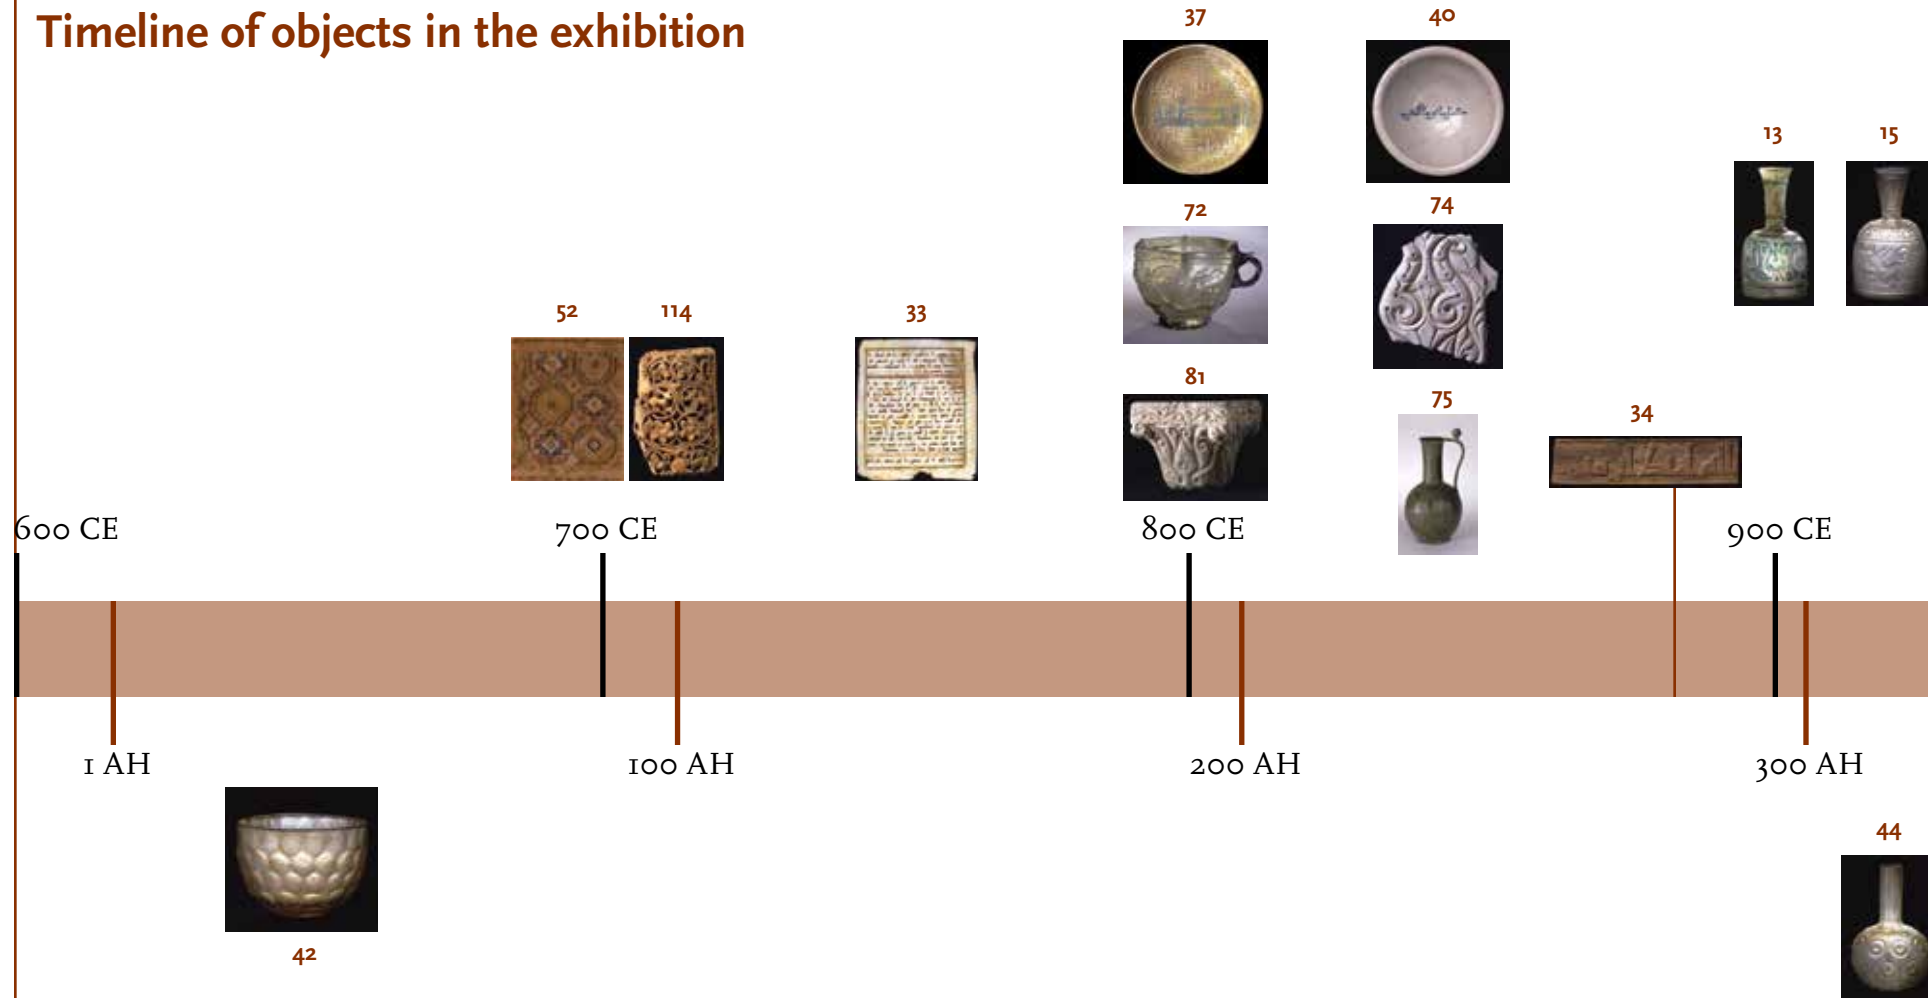 Timeline of objects in the exhibition
37
40
13
15
72
74
52
114
33
81
75
34
600 CE
700 CE
800 CE
900 CE
1 AH
100 AH
200 AH
300 AH
44
42